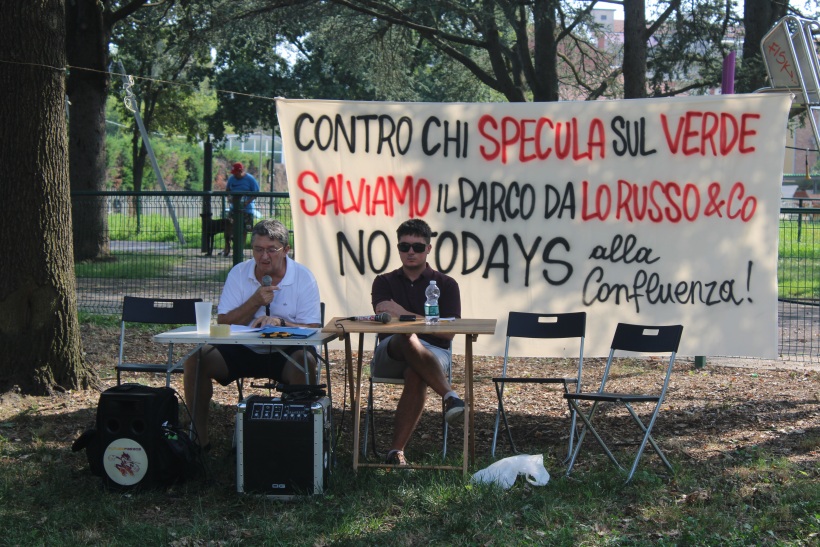 CONTRO CHI SPECULA SUL VERDE
SALVIAMO IL PARCO DA LO RUSSO & CO
NO TODAYS alla
Confluenza!